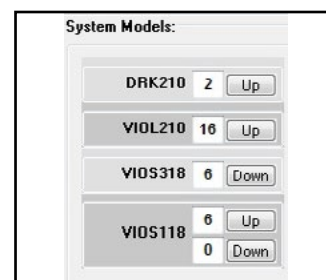 System Models:
DRK210 2 Up
VIOL210 16 Up
VIOS318 6 Down
VIOS118 6 Up
0 Down